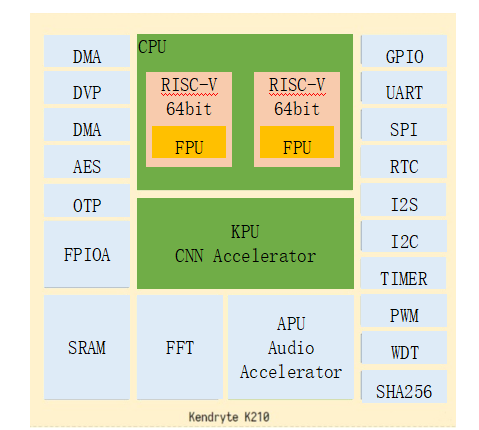 DMA
DVP
DMA
AES
OTP
FPIOA
SRAM
CPU
RISC-V
64bit
FPU
RISC-V
64bit
FPU
KPU
CNN Accelerator
FFT
APU
Audio
Accelerator
GPIO
UART
SPI
RTC
I2S
I2C
TIMER
PWM
WDT
SHA256
Kendryte K210